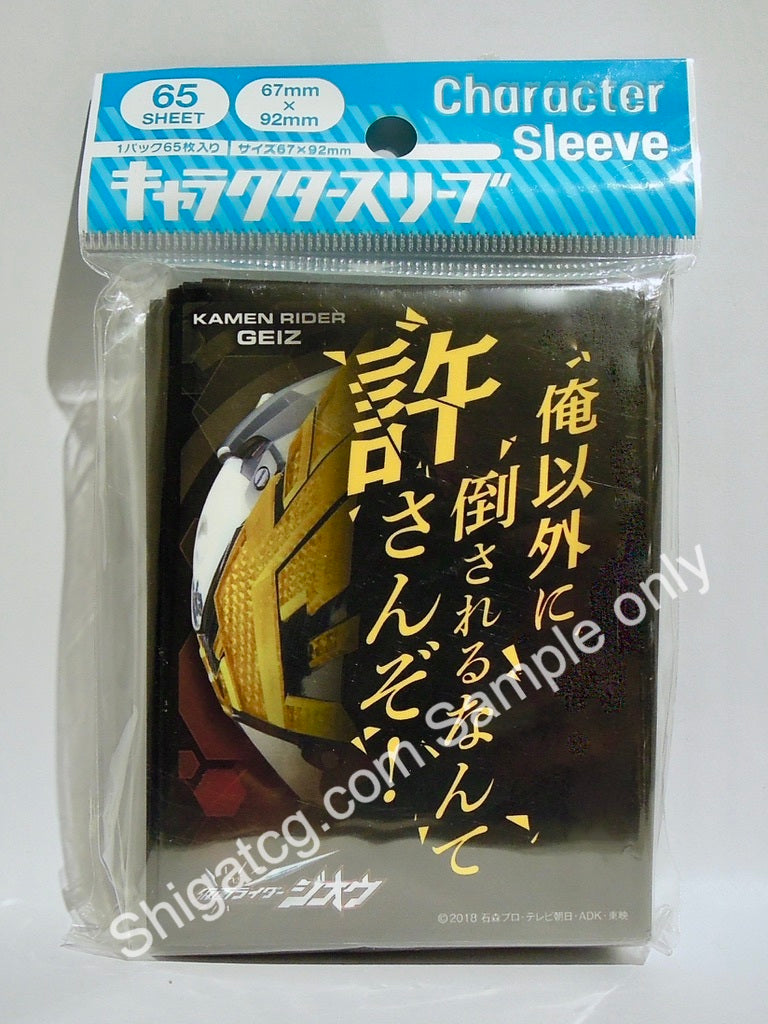 65
SHEET
67mm
×
92mm
Character
Sleeve
1パック65枚入り
サイズ67×92mm
キャラクタースリーブ
KAMEN RIDER
GEIZ
俺以外に、
倒されるなんて
許さんぞ!
仮面ライダージオウ
©2018 石森プロ・テレビ朝日・ADK・東映
Shigatcg.com Sample only